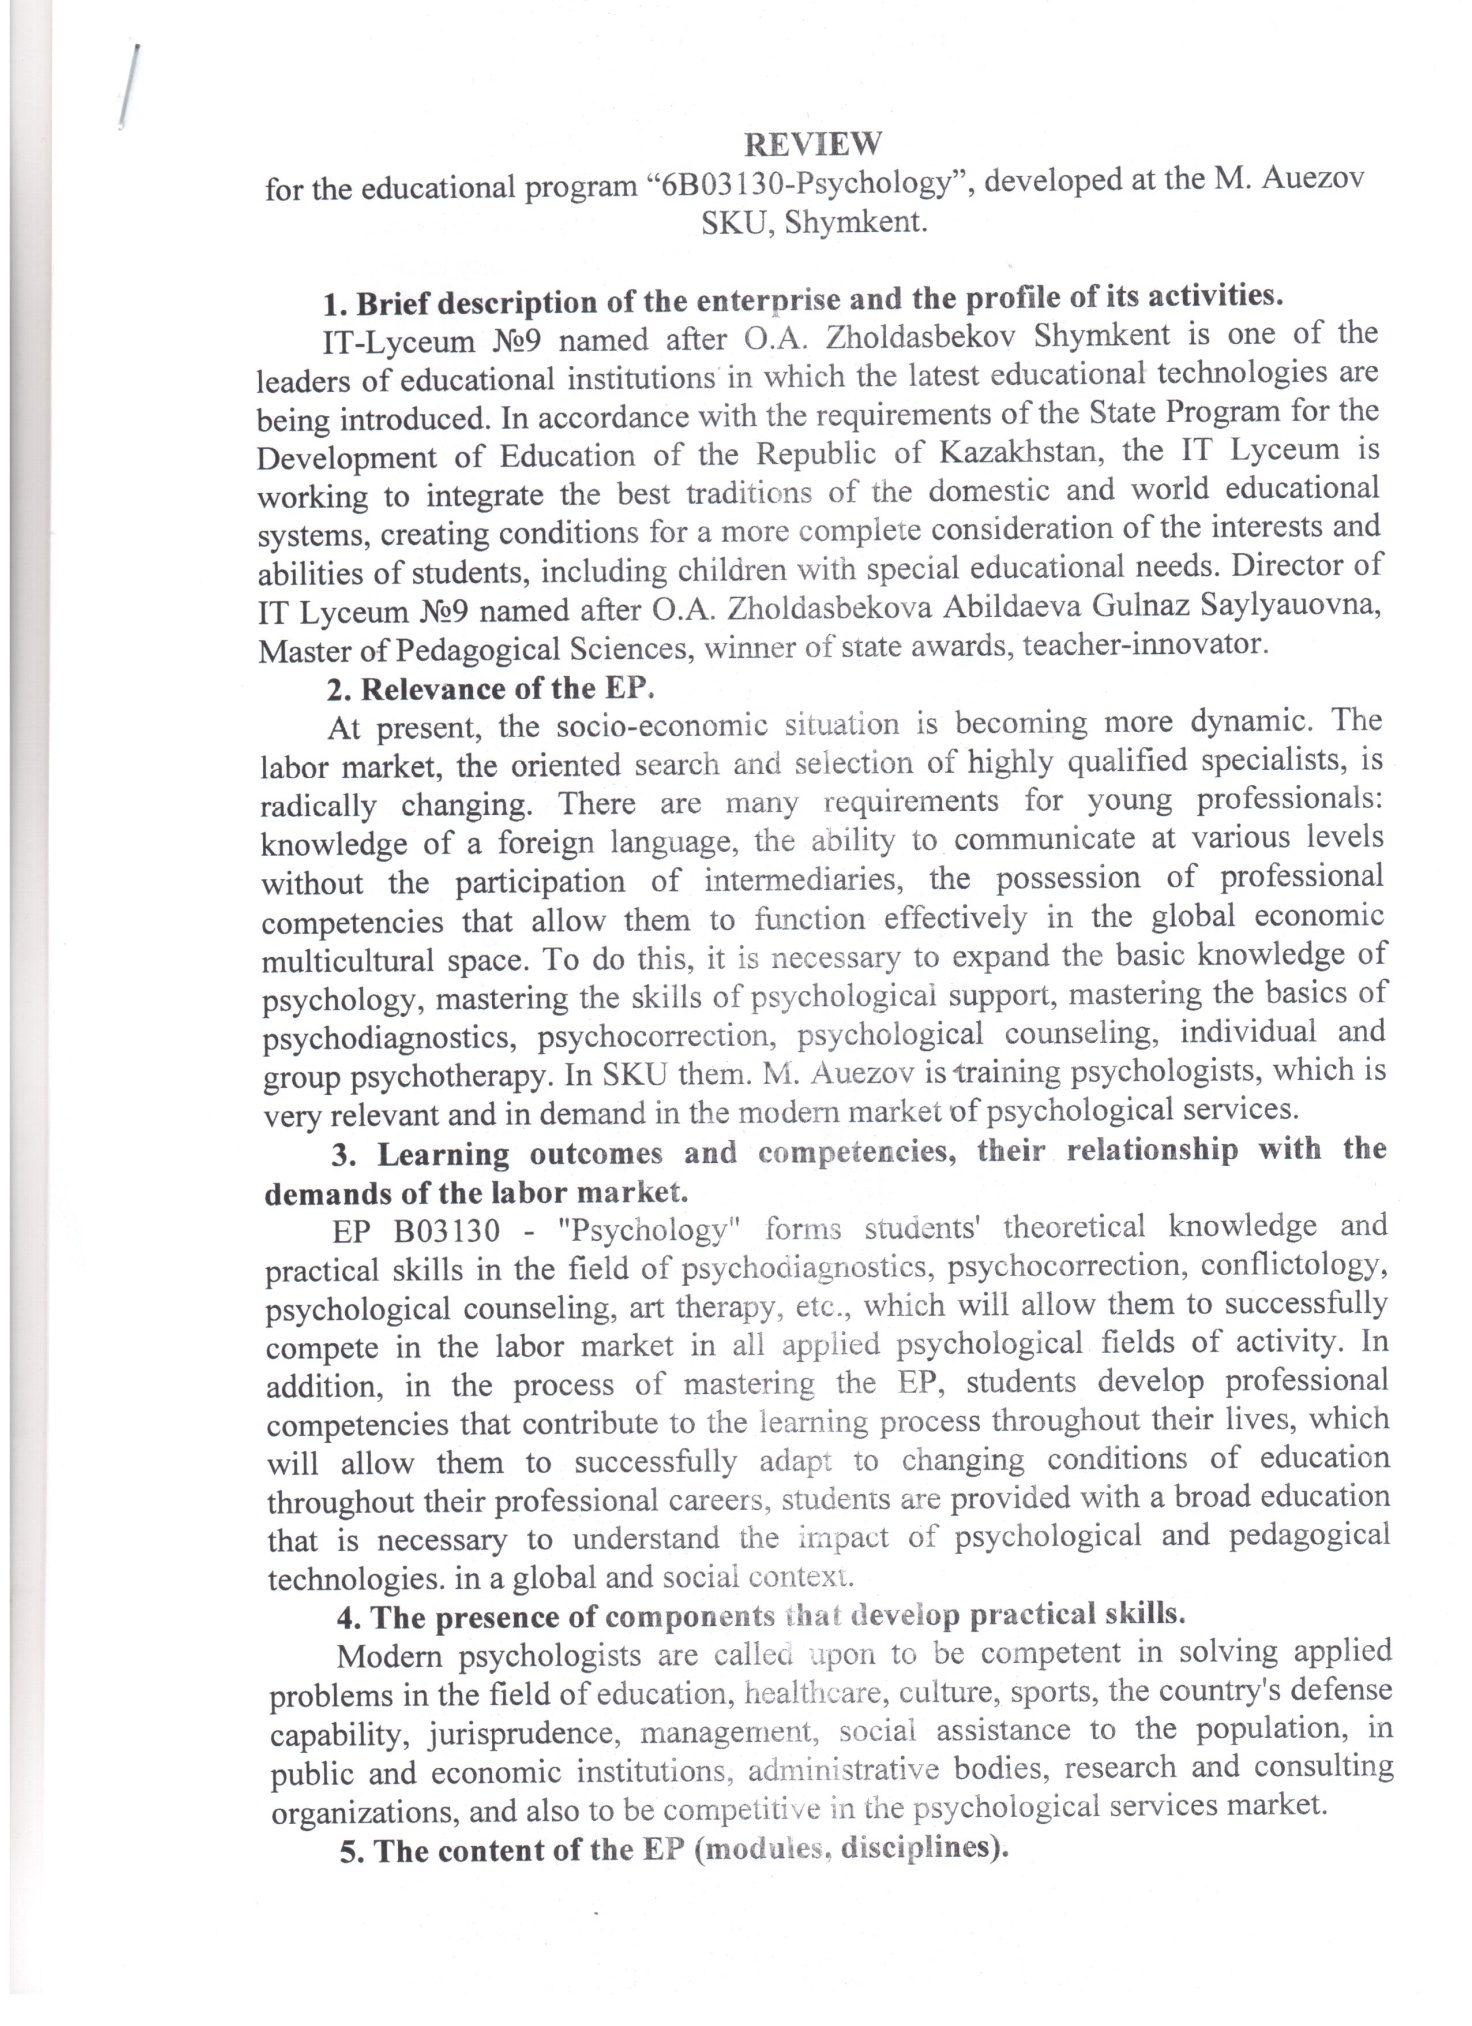 REVIEW
for the educational program “6B03130-Psychology”, developed at the M. Auezov
SKU, Shymkent.
1. Brief description of the enterprise and the profile of its activities.
IT-Lyceum №9 named after O.A. Zholdasbekov Shymkent is one of the
leaders of educational institutions in which the latest educational technologies are
being introduced. In accordance with the requirements of the State Program for the
Development of Education of the Republic of Kazakhstan, the IT Lyceum is
working to integrate the best traditions of the domestic and world educational
systems, creating conditions for a more complete consideration of the interests and
abilities of students, including children with special educational needs. Director of
IT Lyceum №9 named after O.A. Zholdasbekova Abildaeva Gulnaz Saylyauovna,
Master of Pedagogical Sciences, winner of state awards, teacher-innovator.
2. Relevance of the EP.
At present, the socio-economic situation is becoming more dynamic. The
labor market, the oriented search and selection of highly qualified specialists, is
radically changing. There are many requirements for young professionals:
knowledge of a foreign language, the ability to communicate at various levels
without the participation of intermediaries, the possession of professional
competencies that allow them to function effectively in the global economic
multicultural space. To do this, it is necessary to expand the basic knowledge of
psychology, mastering the skills of psychological support, mastering the basics of
psychodiagnostics, psychocorrection, psychological counseling, individual and
group psychotherapy. In SKU them. M. Auezov is training psychologists, which is
very relevant and in demand in the modern market of psychological services.
3. Learning outcomes and competencies, their relationship with the
demands of the labor market.
EP B03130 - "Psychology" forms students' theoretical knowledge and
practical skills in the field of psychodiagnostics, psychocorrection, conflictology,
psychological counseling, art therapy, etc., which will allow them to successfully
compete in the labor market in all applied psychological fields of activity. In
addition, in the process of mastering the EP, students develop professional
competencies that contribute to the learning process throughout their lives, which
will allow them to successfully adapt to changing conditions of education
throughout their professional careers, students are provided with a broad education
that is necessary to understand the impact of psychological and pedagogical
technologies. in a global and social context.
4. The presence of components that develop practical skills.
Modern psychologists are called upon to be competent in solving applied
problems in the field of education, healthcare, culture, sports, the country's defense
capability, jurisprudence, management, social assistance to the population, in
public and economic institutions, administrative bodies, research and consulting
organizations, and also to be competitive in the psychological services market.
5. The content of the EP (modules, disciplines).